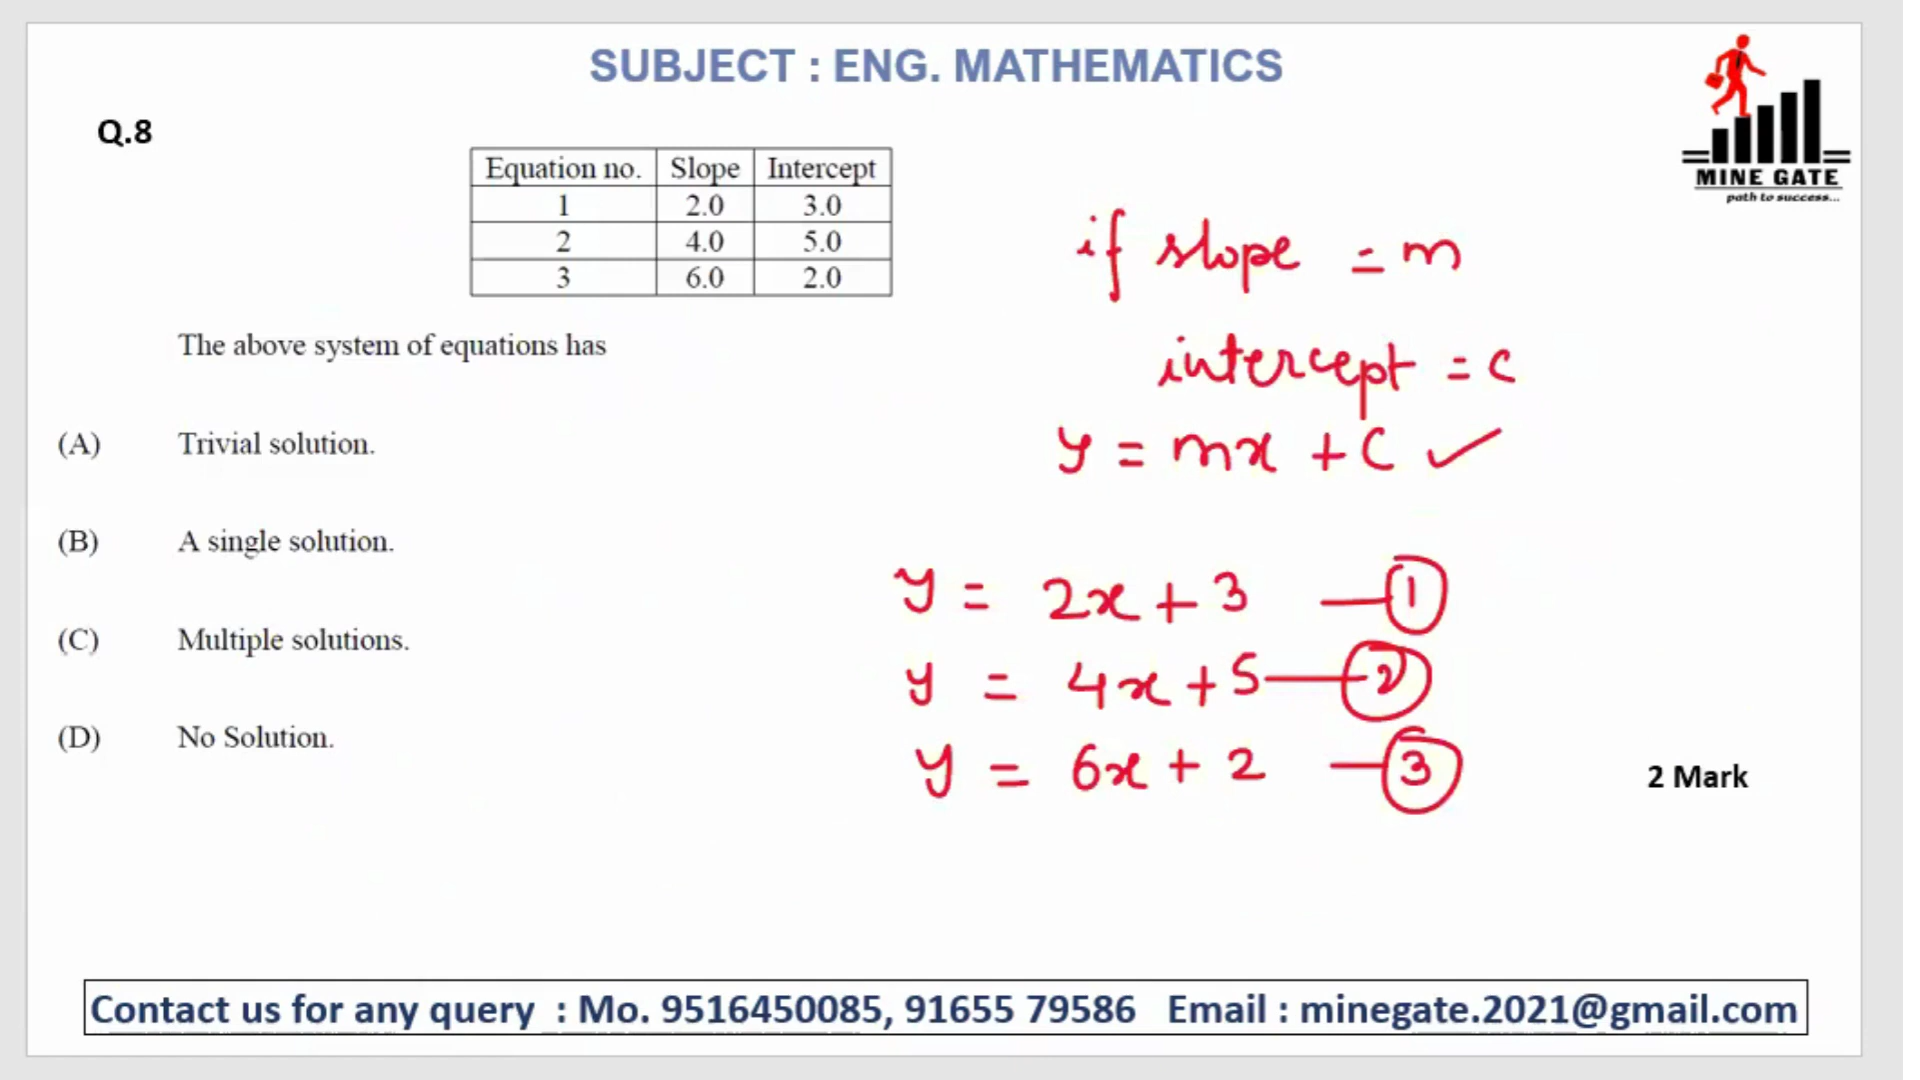 SUBJECT : ENG. MATHEMATICS
MINE GATE
path to success...
Q.8
Equation no. Slope Intercept
1 2.0 3.0
2 4.0 5.0
3 6.0 2.0
if slope = m
intercept = c
y = mx + C ✓
The above system of equations has
(A) Trivial solution.
(B) A single solution.
(C) Multiple solutions.
(D) No Solution.
y = 2x + 3 — 1
y = 4x + 5 — 2
y = 6x + 2 — 3
2 Mark
Contact us for any query : Mo. 9516450085, 91655 79586 Email : minegate.2021@gmail.com